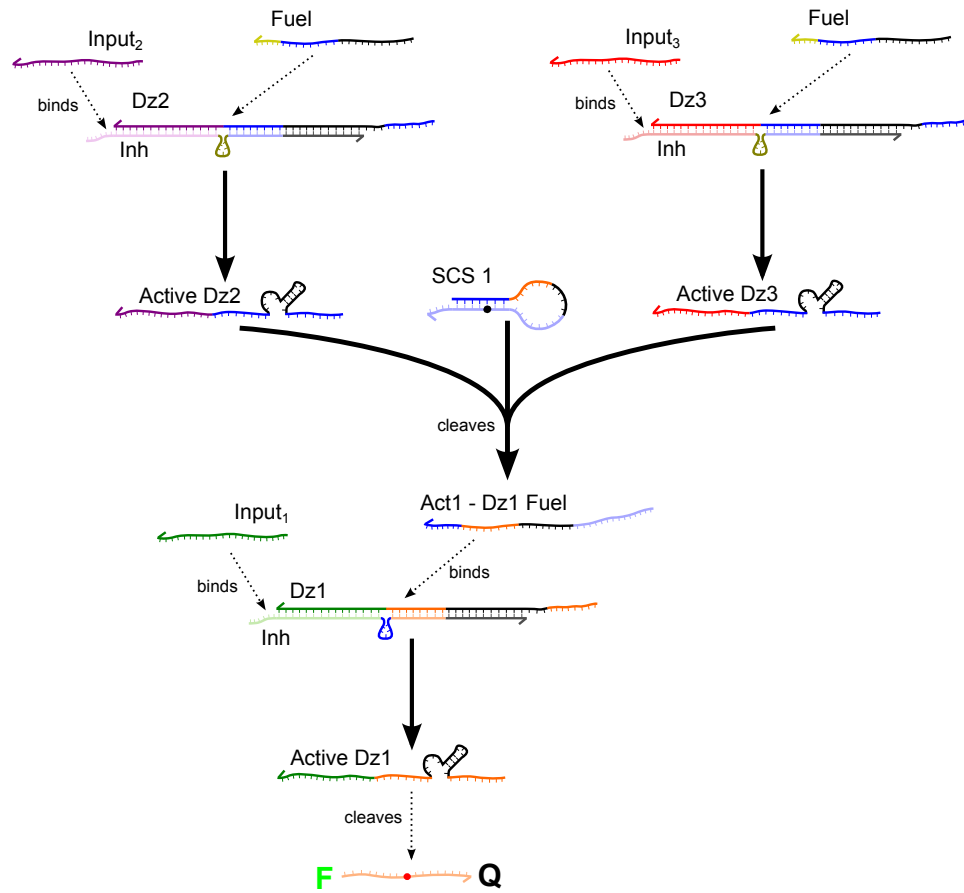 Fuel
Input2
Fuel
Input3
Dz2
binds
Inh
Dz3
binds
Inh
SCS 1
Active Dz2
Active Dz3
cleaves
Act1 - Dz1 Fuel
Input1
binds
binds
Dz1
Inh
Active Dz1
cleaves
F
Q